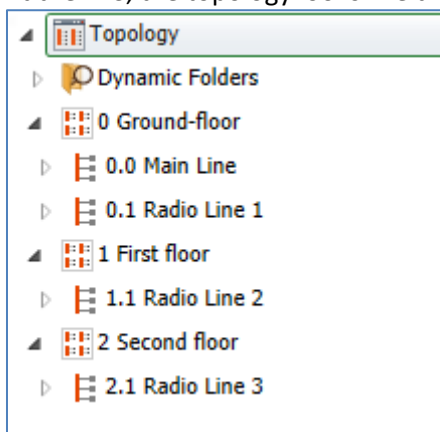 Topology
Dynamic Folders
0 Ground-floor
0.0 Main Line
0.1 Radio Line 1
1 First floor
1.1 Radio Line 2
2 Second floor
2.1 Radio Line 3